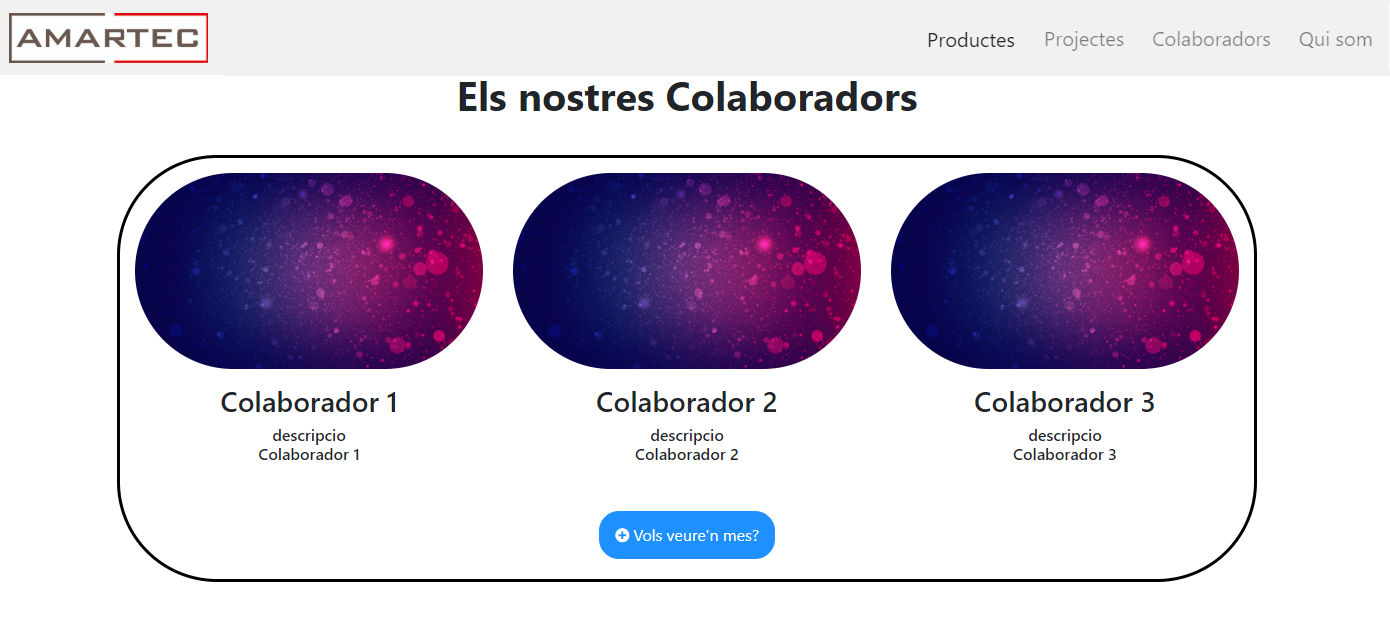 AMARTEC
Productes Projectes Colaboradors Qui som
Els nostres Colaboradors
Colaborador 1
descripcio
Colaborador 1
Colaborador 2
descripcio
Colaborador 2
Colaborador 3
descripcio
Colaborador 3
Vols veure'n mes?